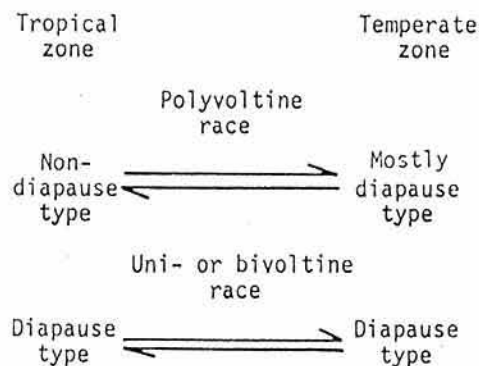 Tropical zone
Temperate zone
Polyvoltine race
Non-diapause type
Mostly diapause type
Uni- or bivoltine race
Diapause type
Diapause type